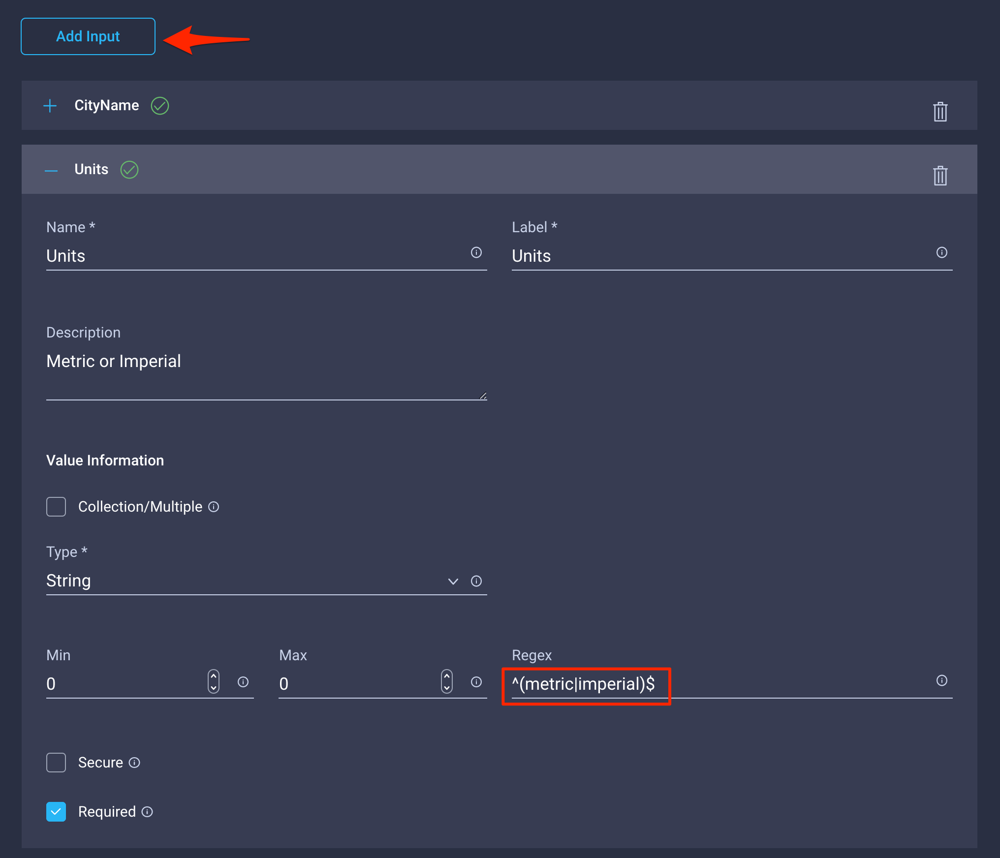 Add Input
CityName
Units
Name *
Label *
Units
Units
Description
Metric or Imperial
Value Information
Collection/Multiple
Type *
String
Min
Max
Regex
0
0
^(metric|imperial)$
Secure
Required